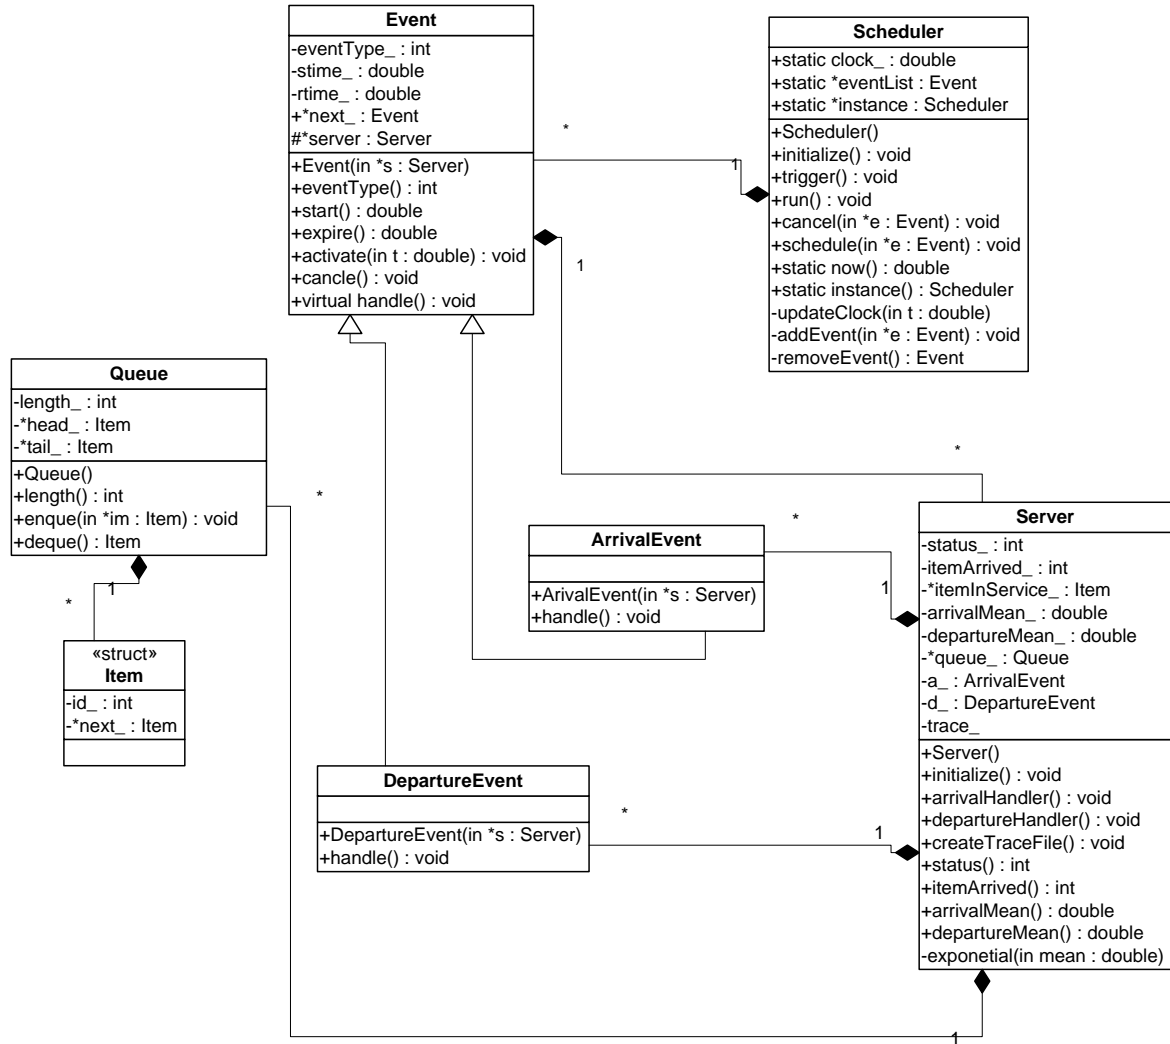 Event
-eventType_ : int
-stime_ : double
-rtime_ : double
+*next_ : Event
#*server : Server
+Event(in *s : Server)
+eventType() : int
+start() : double
+expire() : double
+activate(in t : double) : void
+cancle() : void
+virtual handle() : void
Scheduler
+static clock_ : double
+static *eventList : Event
+static *instance : Scheduler
+Scheduler()
+initialize() : void
+trigger() : void
+run() : void
+cancel(in *e : Event) : void
+schedule(in *e : Event) : void
+static now() : double
+static instance() : Scheduler
-updateClock(in t : double)
-addEvent(in *e : Event) : void
-removeEvent() : Event
*
1
1
*
Queue
-length_ : int
-*head_ : Item
-*tail_ : Item
+Queue()
+length() : int
+enque(in *im : Item) : void
+deque() : Item
*
1
*
«struct»
Item
-id_ : int
-*next_ : Item
ArrivalEvent
+ArivalEvent(in *s : Server)
+handle() : void
*
1
DepartureEvent
+DepartureEvent(in *s : Server)
+handle() : void
*
1
Server
-status_ : int
-itemArrived_ : int
-*itemInService_ : Item
-arrivalMean_ : double
-departureMean_ : double
-*queue_ : Queue
-a_ : ArrivalEvent
-d_ : DepartureEvent
-trace_
+Server()
+initialize() : void
+arrivalHandler() : void
+departureHandler() : void
+createTraceFile() : void
+status() : int
+itemArrived() : int
+arrivalMean() : double
+departureMean() : double
-exponetial(in mean : double)
1